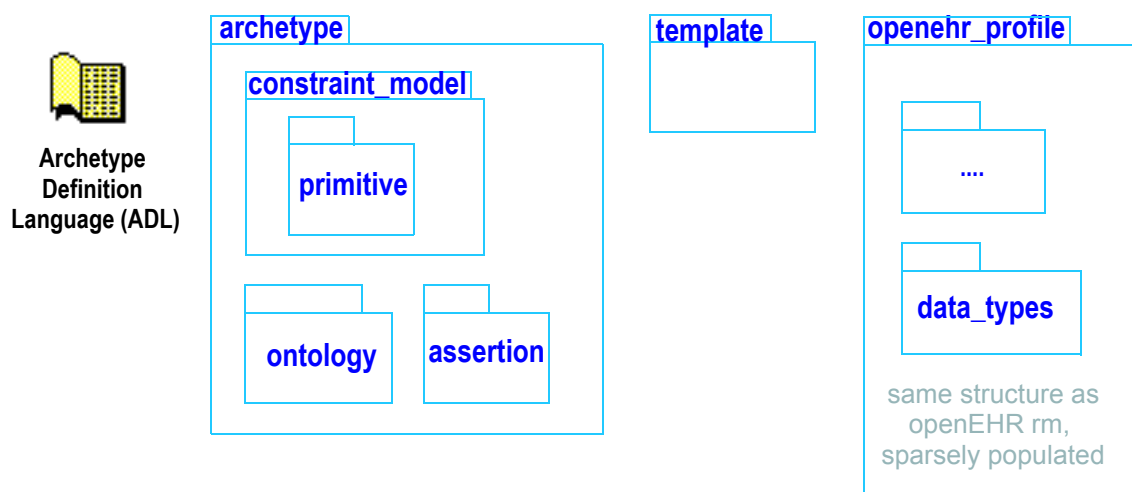 archetype
template
openehr_profile
constraint_model
primitive
Archetype
Definition
Language (ADL)
....
data_types
ontology
assertion
same structure as
openEHR rm,
sparsely populated